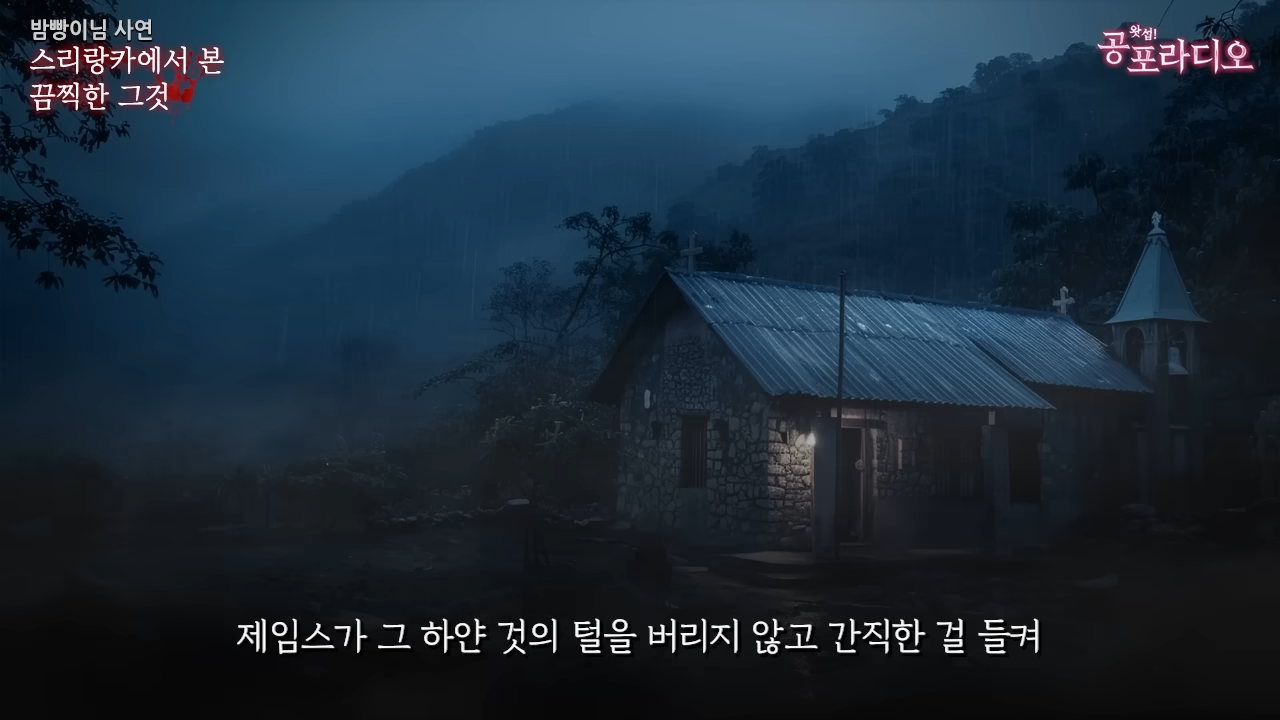 밤빵이님 사연
스리랑카에서 본
끔찍한 그것
왓섭!
공포라디오
제임스가 그 하얀 것의 털을 버리지 않고 간직한 걸 들켜